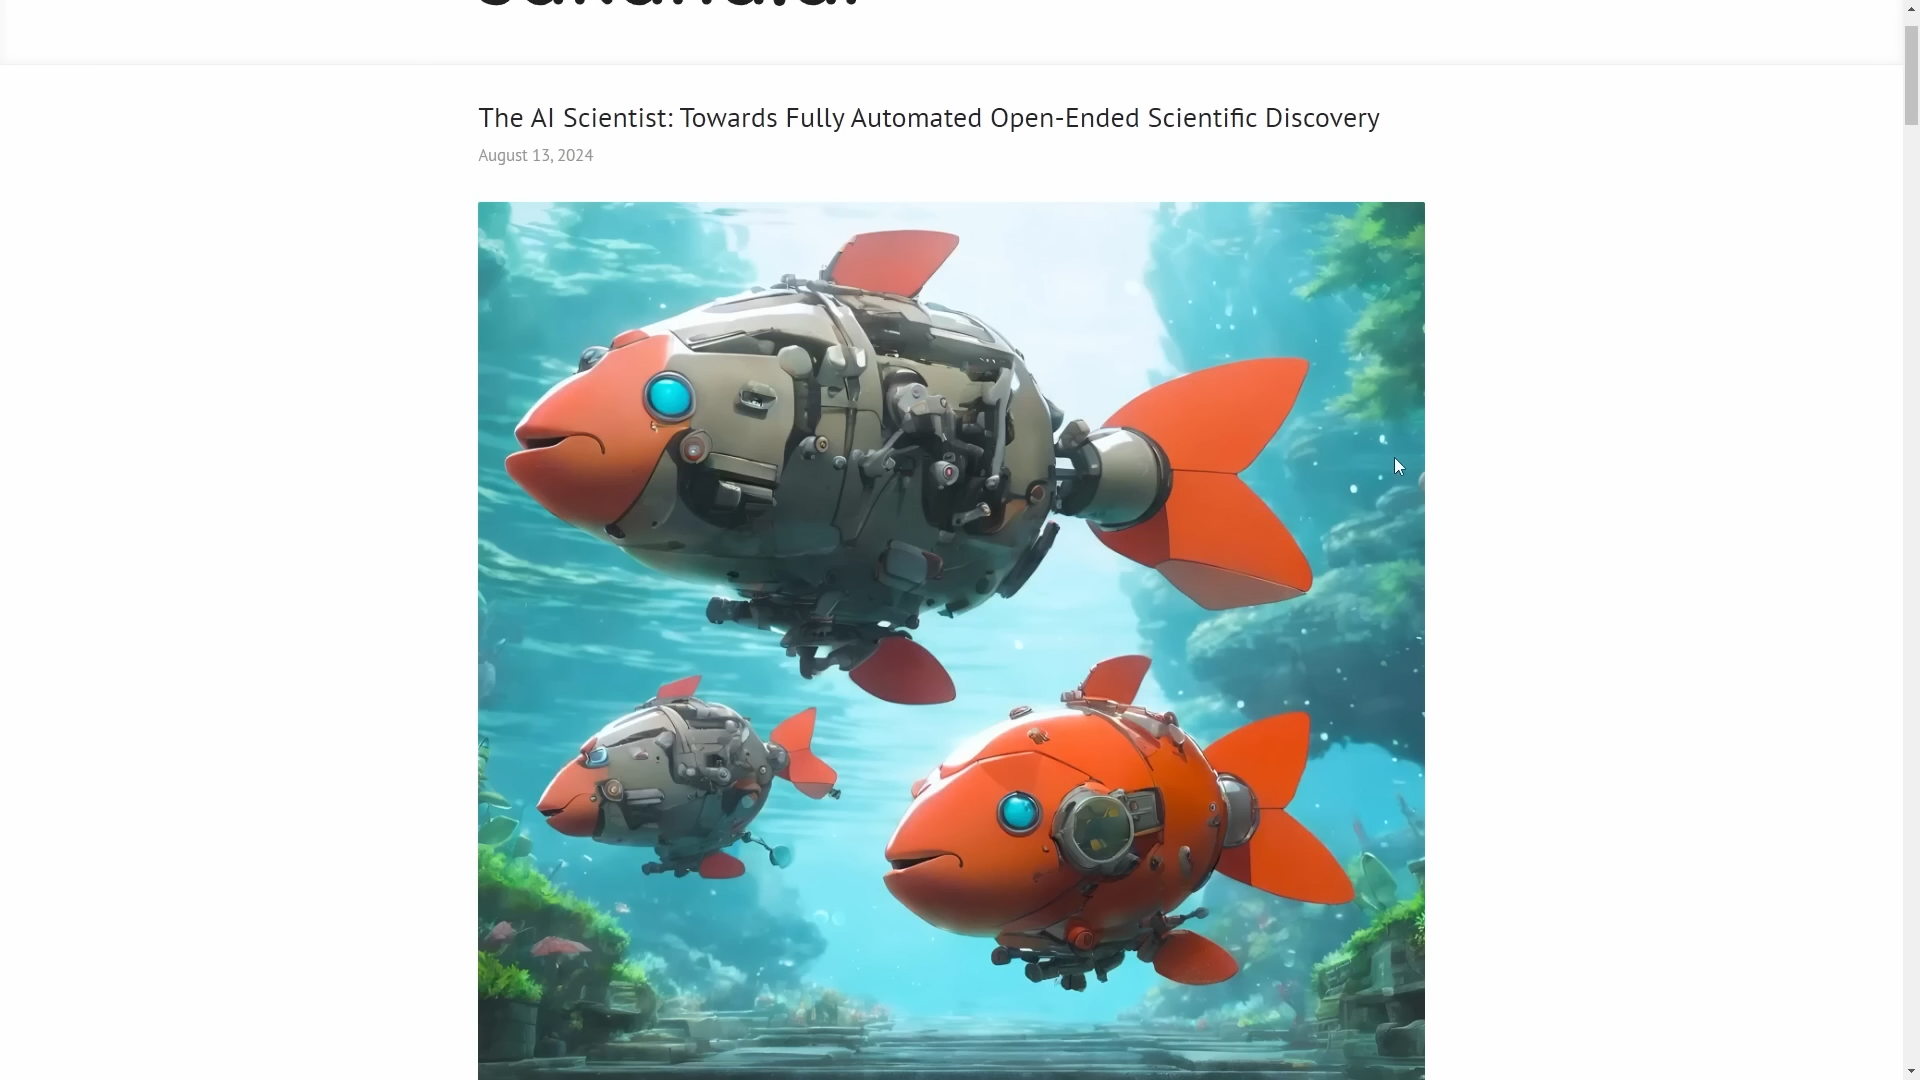 The AI Scientist: Towards Fully Automated Open-Ended Scientific Discovery
August 13, 2024